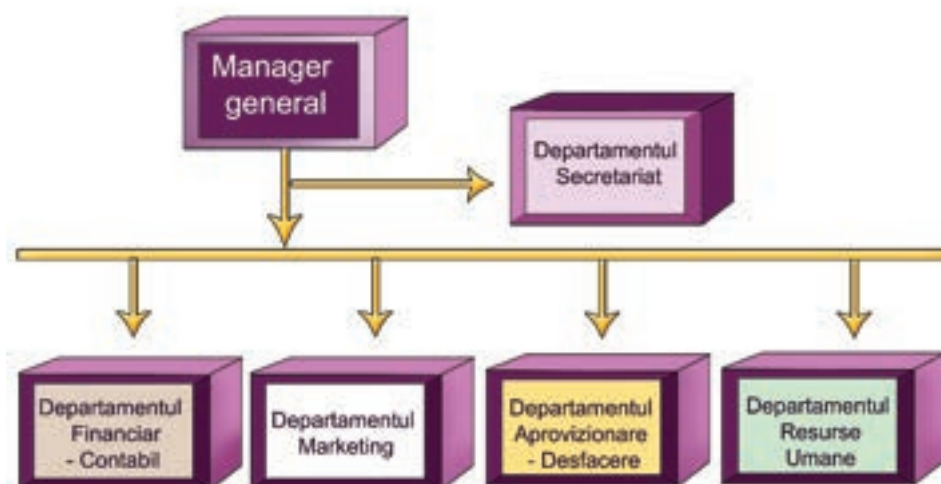 Manager
general
Departamentul
Secretariat
Departamentul
Financiar
- Contabil
Departamentul
Marketing
Departamentul
Aprovizionare
- Desfacere
Departamentul
Resurse
Umane